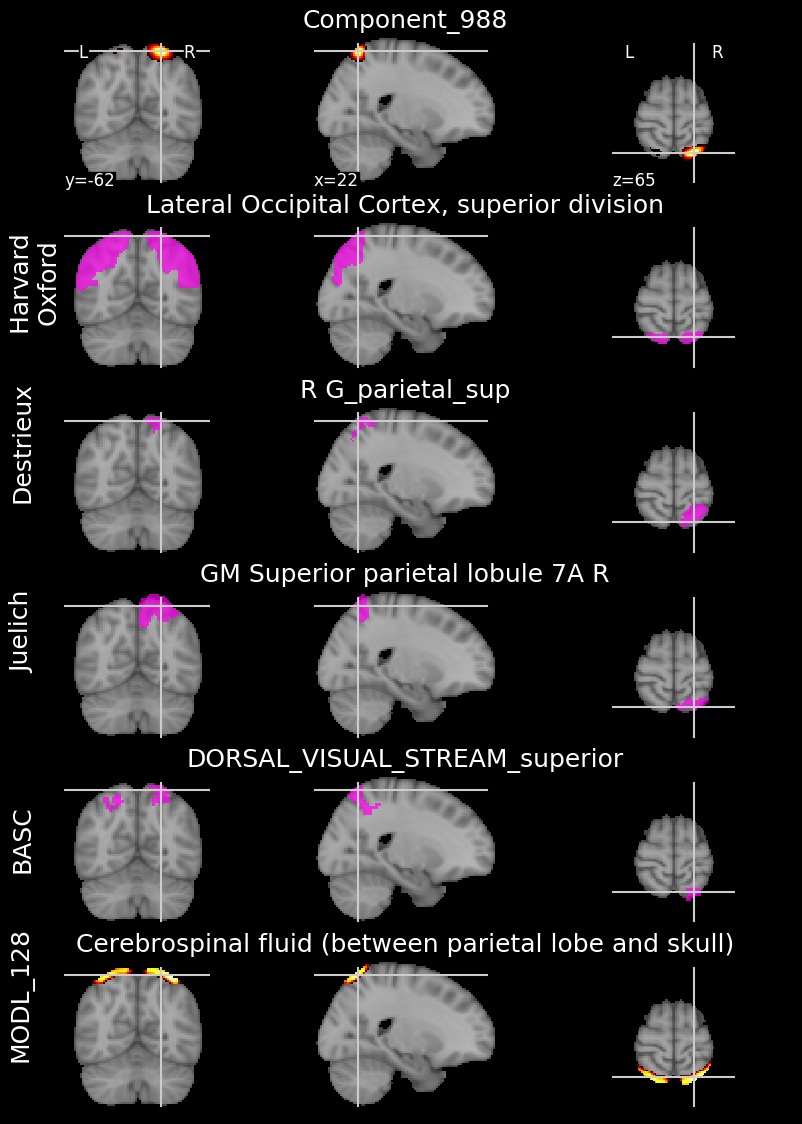 Component_988
L R
L R
y=-62
x=22
z=65
Lateral Occipital Cortex, superior division
Harvard
Oxford
R G_parietal_sup
Destrieux
GM Superior parietal lobule 7A R
Juelich
DORSAL_VISUAL_STREAM_superior
BASC
Cerebrospinal fluid (between parietal lobe and skull)
MODL_128